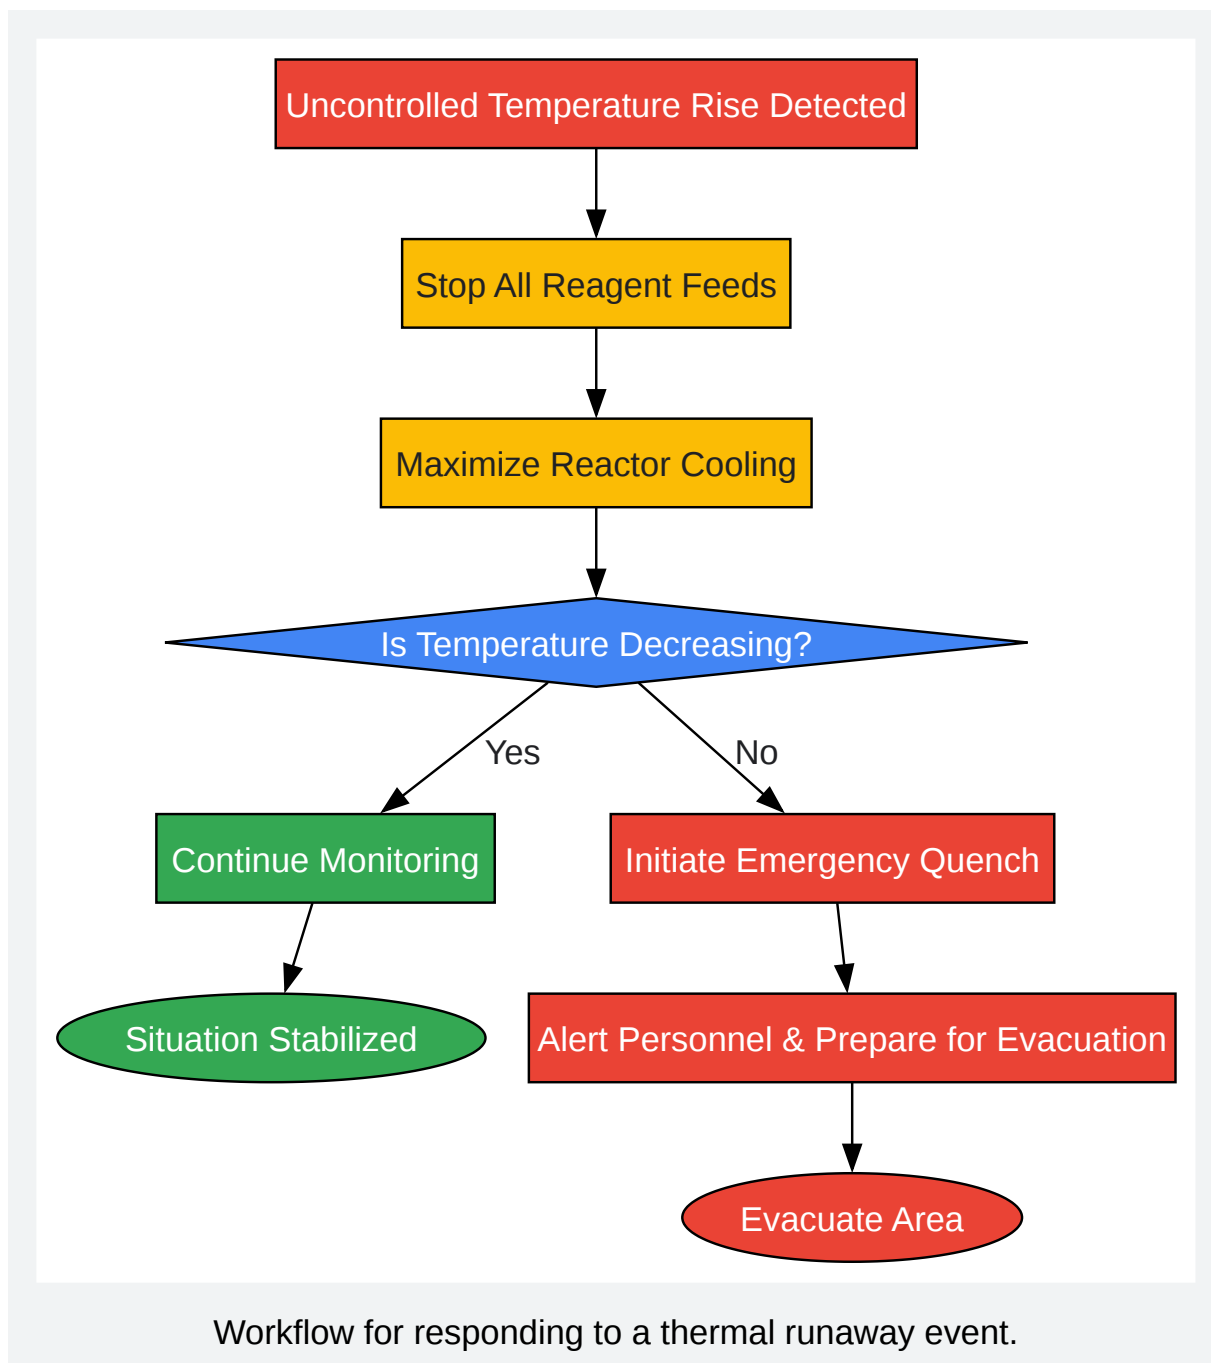 Uncontrolled Temperature Rise Detected
Stop All Reagent Feeds
Maximize Reactor Cooling
Is Temperature Decreasing?
Yes
No
Continue Monitoring
Initiate Emergency Quench
Situation Stabilized
Alert Personnel & Prepare for Evacuation
Evacuate Area
Workflow for responding to a thermal runaway event.